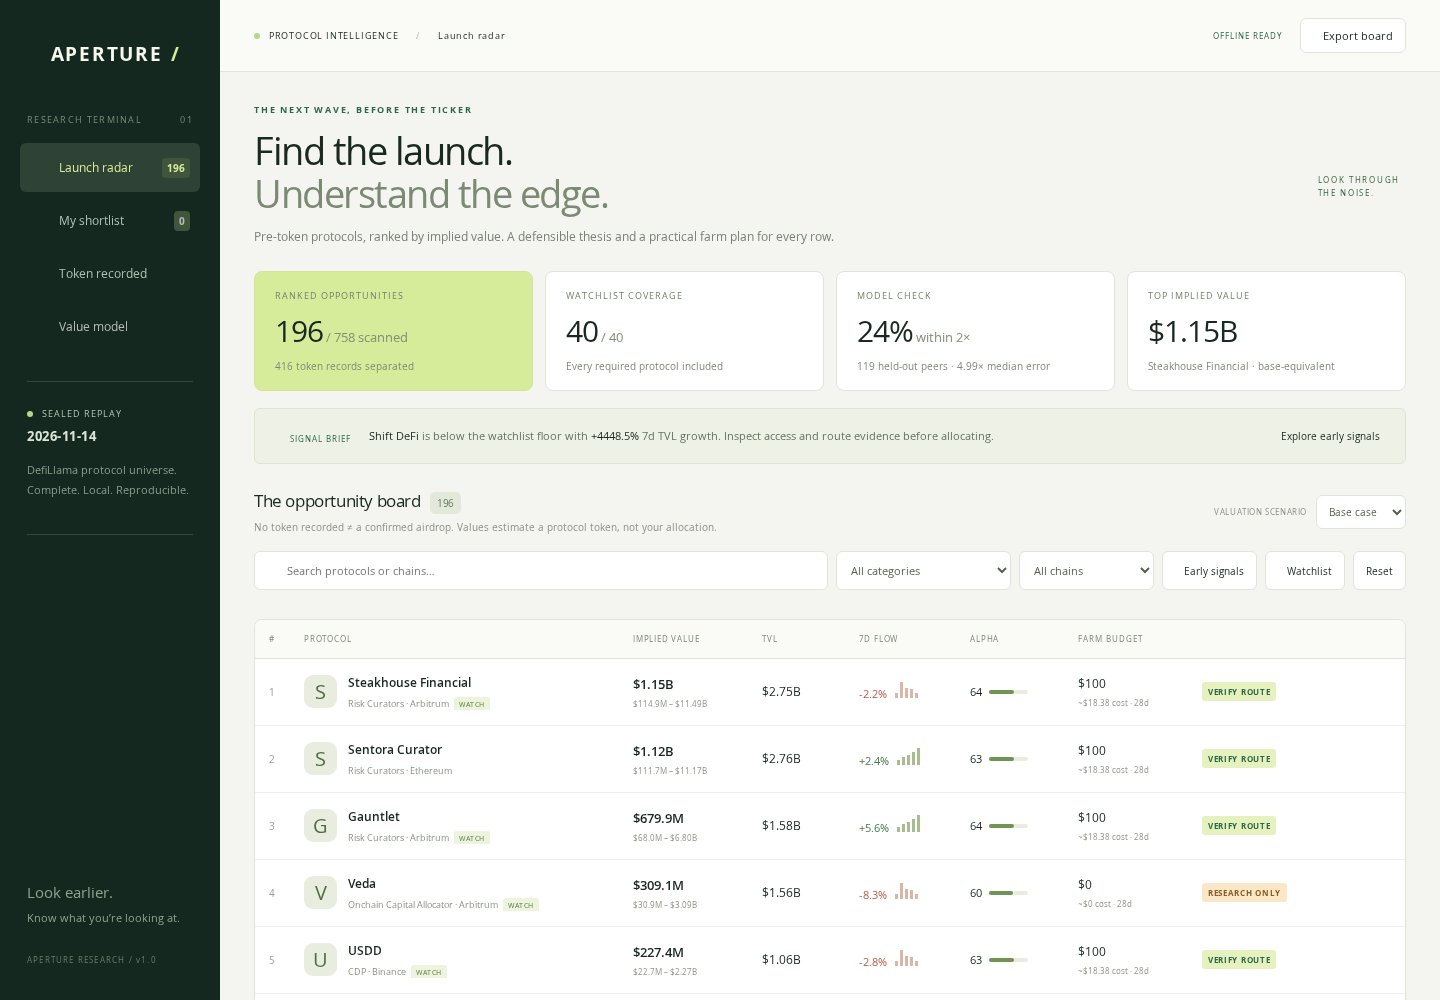 APERTURE /
RESEARCH TERMINAL 01
Launch radar 196
My shortlist 0
Token recorded
Value model
SEALED REPLAY
2026-11-14
DefiLlama protocol universe.
Complete. Local. Reproducible.
Look earlier.
Know what you’re looking at.
APERTURE RESEARCH / v1.0
PROTOCOL INTELLIGENCE / Launch radar
OFFLINE READY
Export board
THE NEXT WAVE, BEFORE THE TICKER
Find the launch.
Understand the edge.
Pre-token protocols, ranked by implied value. A defensible thesis and a practical farm plan for every row.
LOOK THROUGH
THE NOISE.
RANKED OPPORTUNITIES
196 / 758 scanned
416 token records separated
WATCHLIST COVERAGE
40 / 40
Every required protocol included
MODEL CHECK
24% within 2×
119 held-out peers · 4.99× median error
TOP IMPLIED VALUE
$1.15B
Steakhouse Financial · base-equivalent
SIGNAL BRIEF Shift DeFi is below the watchlist floor with +4448.5% 7d TVL growth. Inspect access and route evidence before allocating. Explore early signals
The opportunity board 196
No token recorded ≠ a confirmed airdrop. Values estimate a protocol token, not your allocation.
VALUATION SCENARIO Base case
Search protocols or chains... All categories All chains Early signals Watchlist Reset
# PROTOCOL IMPLIED VALUE TVL 7D FLOW ALPHA FARM BUDGET
1 S Steakhouse Financial $1.15B $2.75B -2.2% 64 $100 VERIFY ROUTE
Risk Curators · Arbitrum WATCH $114.9M – $11.49B ~$18.38 cost · 28d
2 S Sentora Curator $1.12B $2.76B +2.4% 63 $100 VERIFY ROUTE
Risk Curators · Ethereum $111.7M – $11.17B ~$18.38 cost · 28d
3 G Gauntlet $679.9M $1.58B +5.6% 64 $100 VERIFY ROUTE
Risk Curators · Arbitrum WATCH $68.0M – $6.80B ~$18.38 cost · 28d
4 V Veda $309.1M $1.56B -8.3% 60 $0 RESEARCH ONLY
Onchain Capital Allocator · Arbitrum WATCH $30.9M – $3.09B ~$0 cost · 28d
5 U USDD $227.4M $1.06B -2.8% 63 $100 VERIFY ROUTE
CDP · Binance WATCH $22.7M – $2.27B ~$18.38 cost · 28d